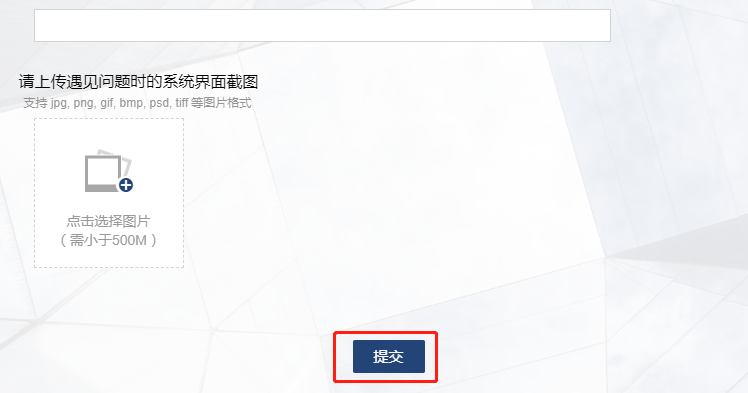 请上传遇见问题时的系统界面截图
支持 jpg, png, gif, bmp, psd, tiff 等图片格式
点击选择图片
（需小于500M）
提交